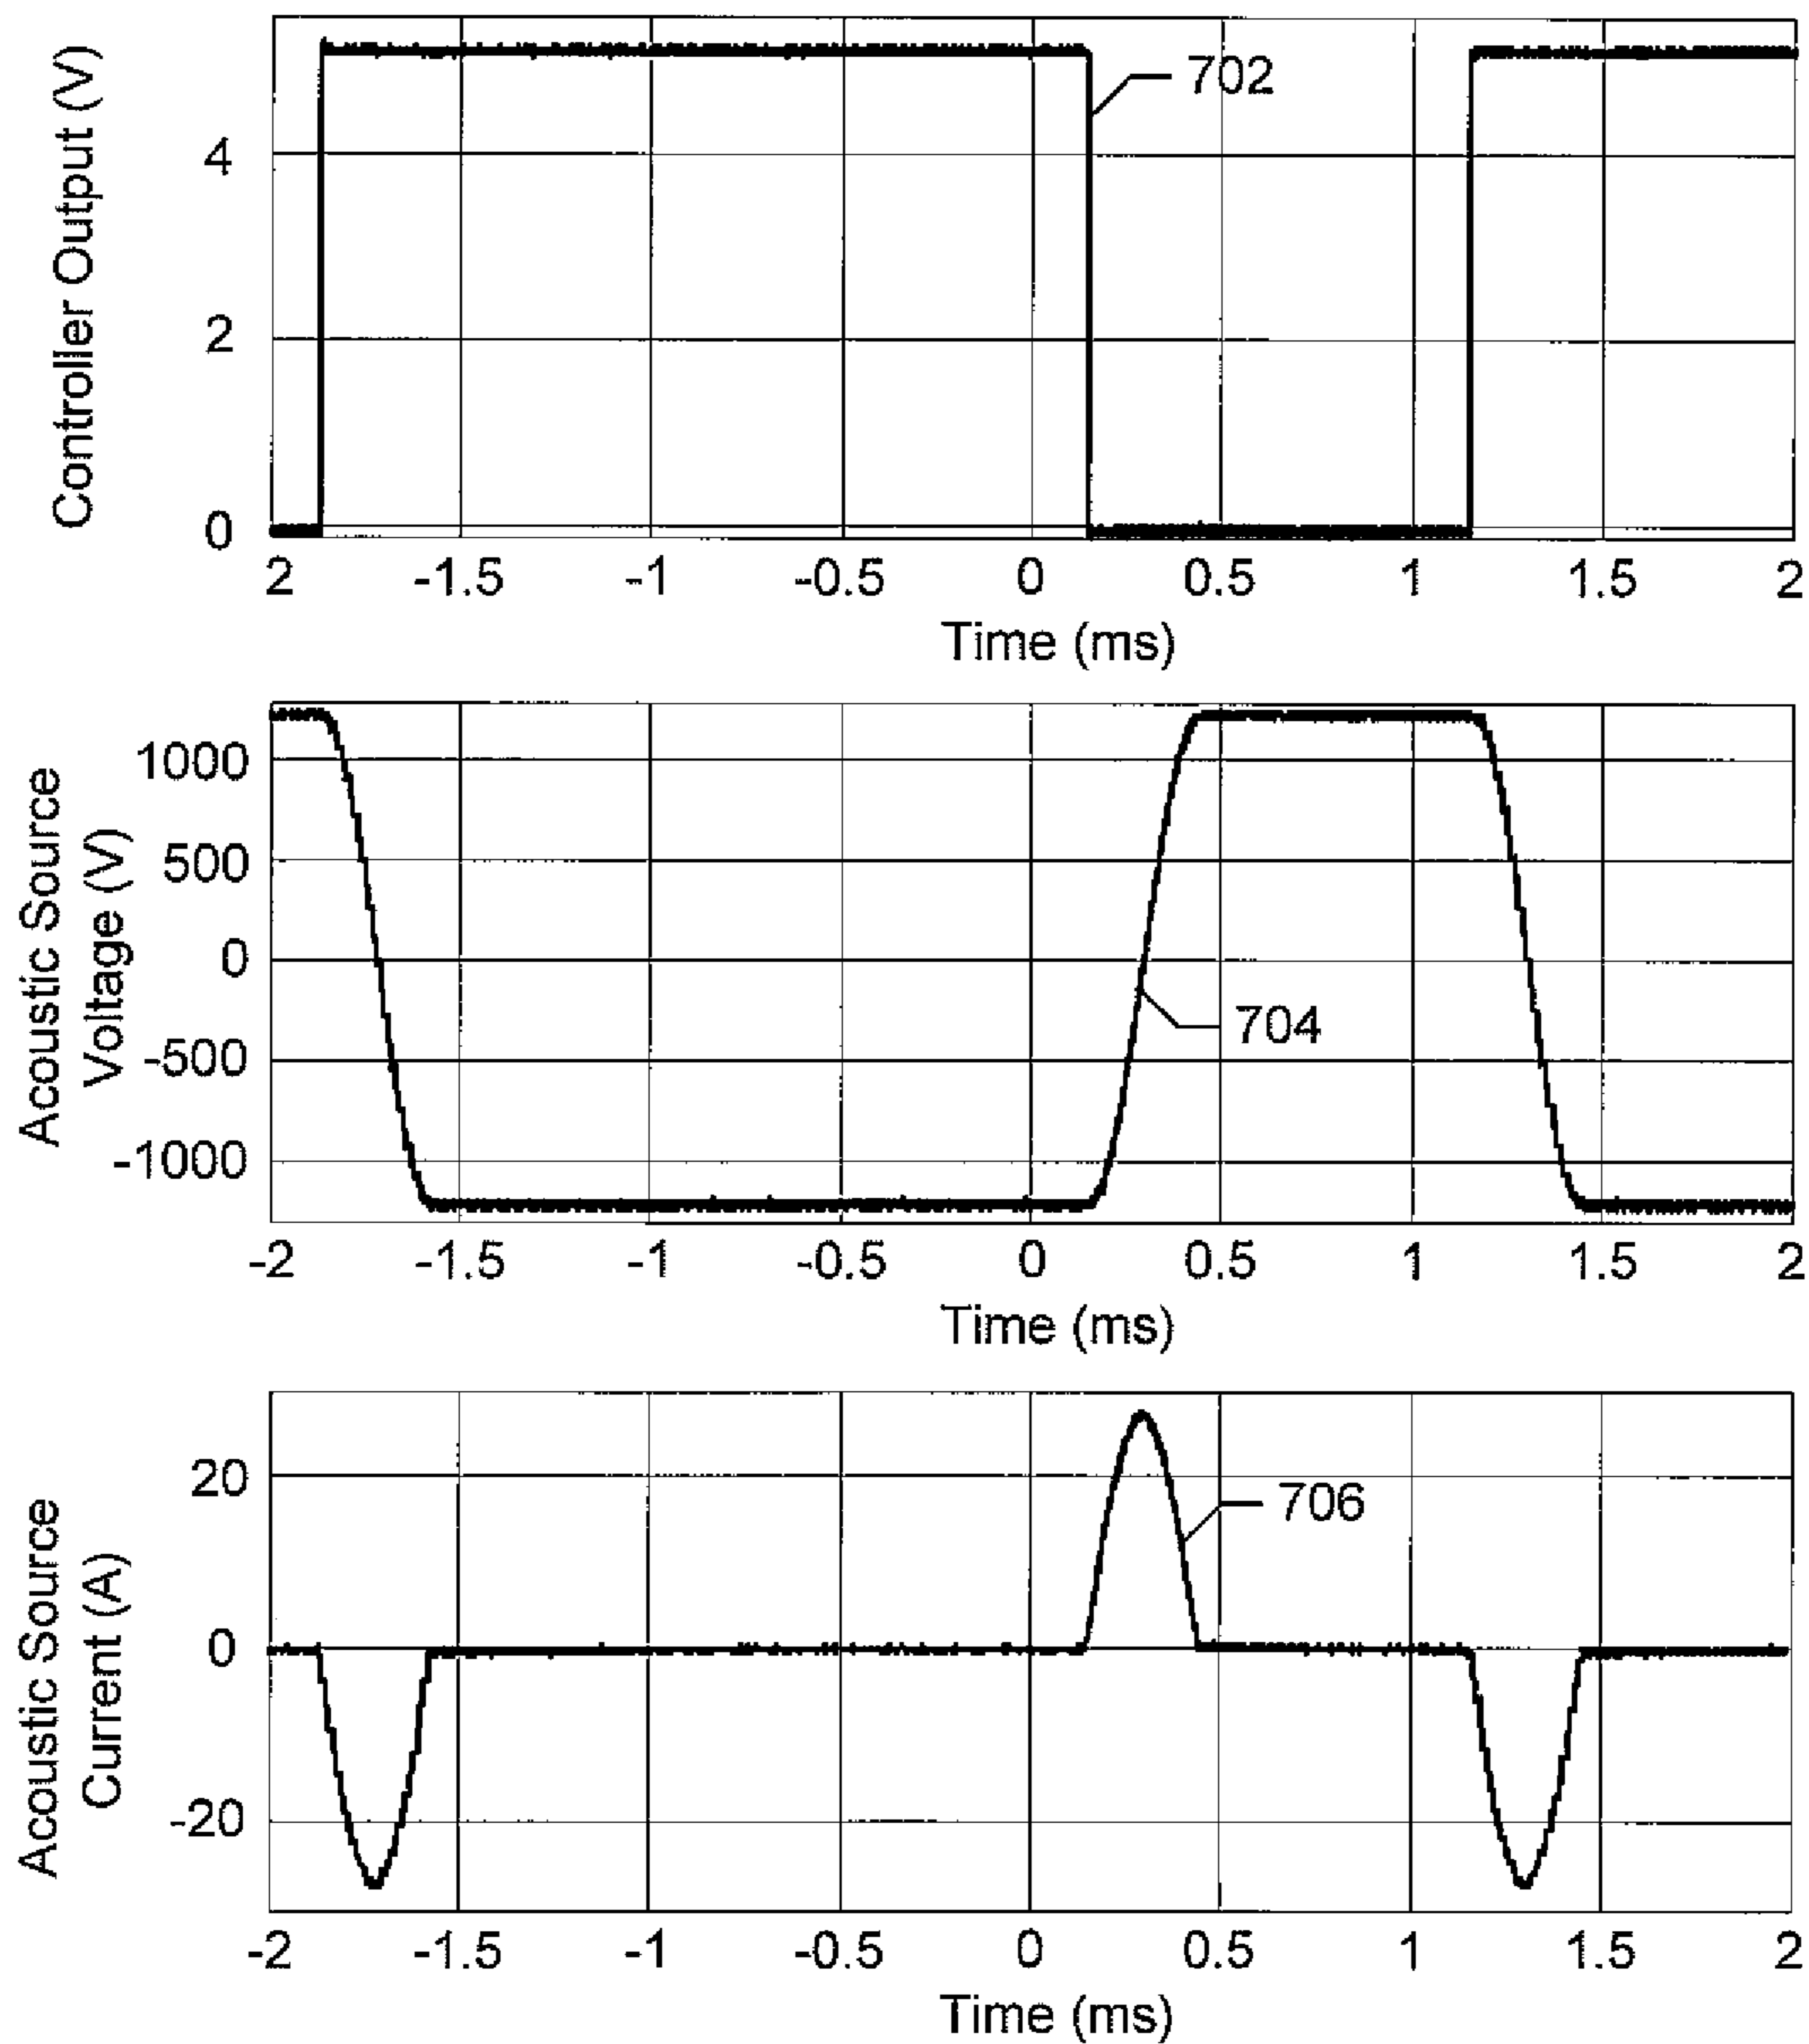 Controller Output (V)
4
2
0
702
2 -1.5 -1 -0.5 0 0.5 1 1.5 2
Time (ms)
Acoustic Source
Voltage (V)
1000
500
0
-500
-1000
704
-2 -1.5 -1 -0.5 0 0.5 1 1.5 2
Time (ms)
Acoustic Source
Current (A)
20
0
-20
706
-2 -1.5 -1 -0.5 0 0.5 1 1.5 2
Time (ms)